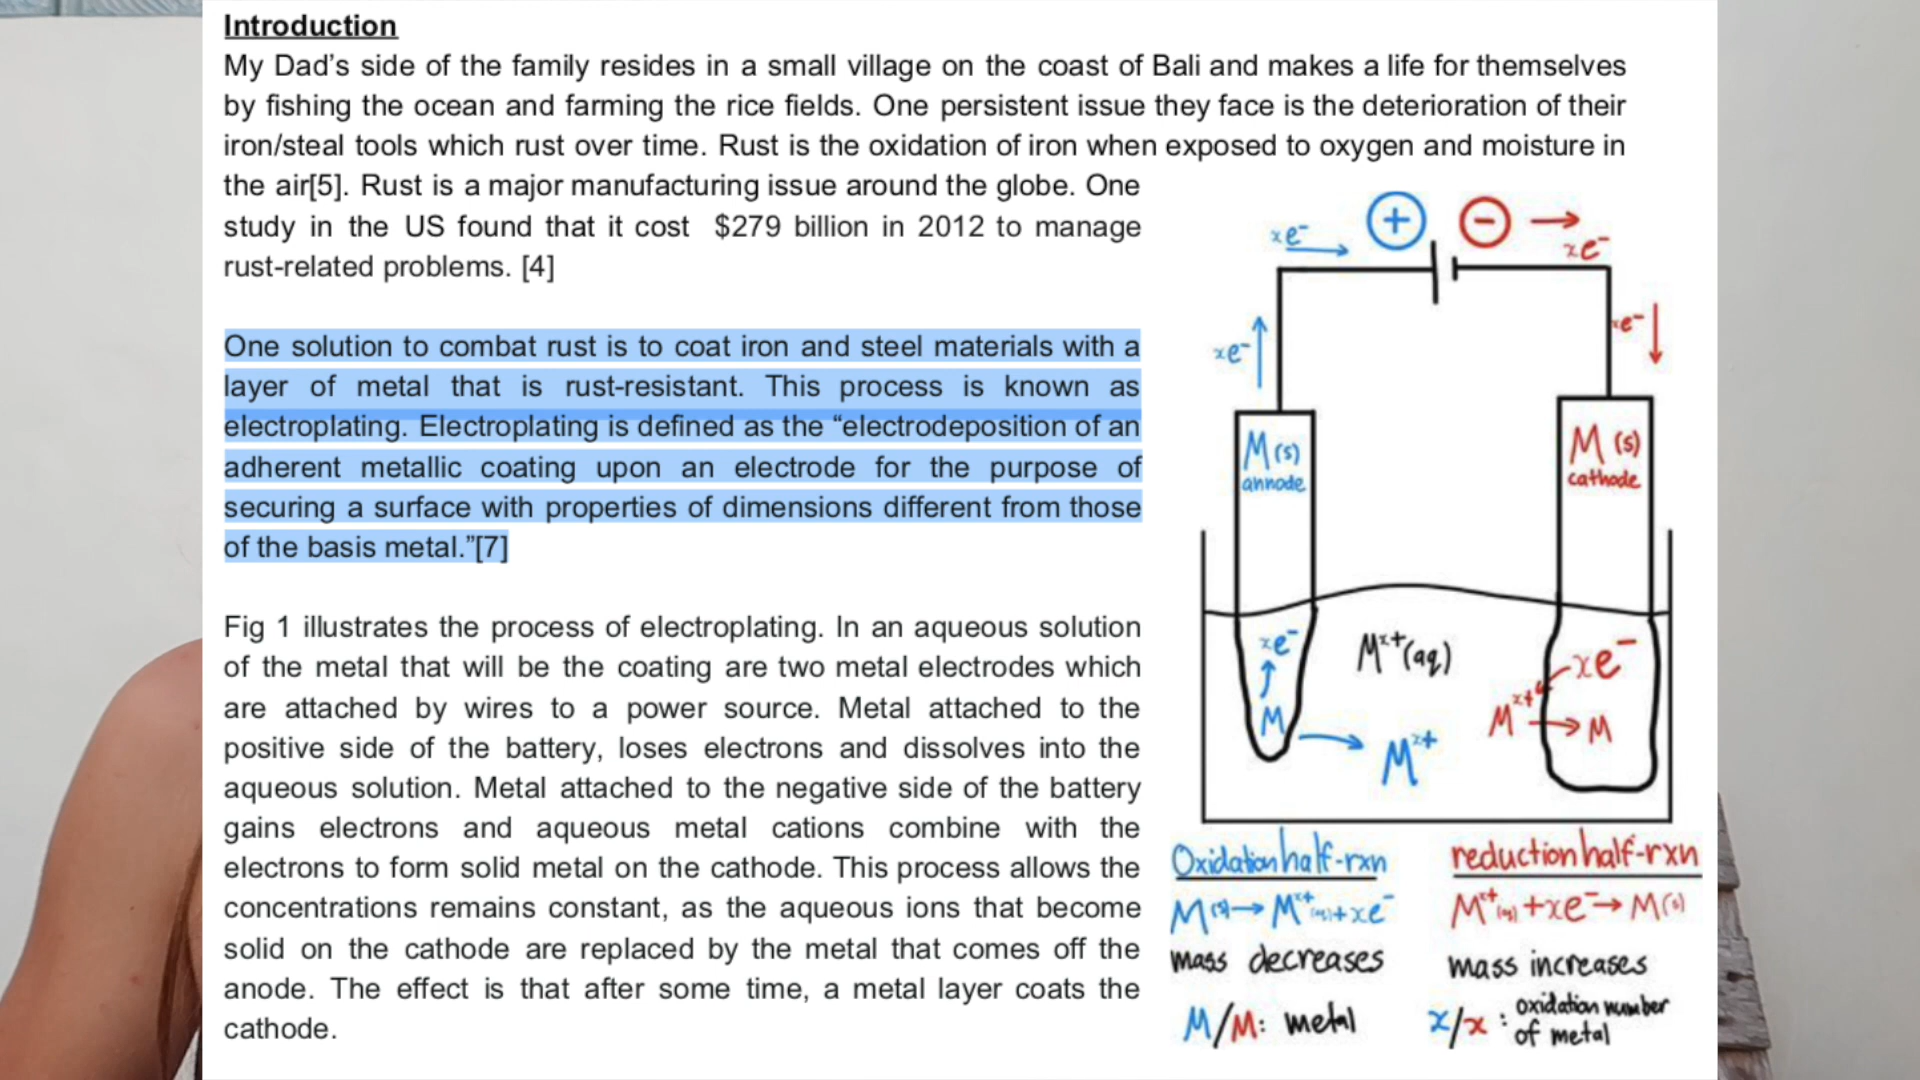 Introduction
My Dad’s side of the family resides in a small village on the coast of Bali and makes a life for themselves
by fishing the ocean and farming the rice fields. One persistent issue they face is the deterioration of their
iron/steal tools which rust over time. Rust is the oxidation of iron when exposed to oxygen and moisture in
the air[5]. Rust is a major manufacturing issue around the globe. One
study in the US found that it cost $279 billion in 2012 to manage
rust-related problems. [4]
One solution to combat rust is to coat iron and steel materials with a
layer of metal that is rust-resistant. This process is known as
electroplating. Electroplating is defined as the “electrodeposition of an
adherent metallic coating upon an electrode for the purpose of
securing a surface with properties of dimensions different from those
of the basis metal.”[7]
Fig 1 illustrates the process of electroplating. In an aqueous solution
of the metal that will be the coating are two metal electrodes which
are attached by wires to a power source. Metal attached to the
positive side of the battery, loses electrons and dissolves into the
aqueous solution. Metal attached to the negative side of the battery
gains electrons and aqueous metal cations combine with the
electrons to form solid metal on the cathode. This process allows the
concentrations remains constant, as the aqueous ions that become
solid on the cathode are replaced by the metal that comes off the
anode. The effect is that after some time, a metal layer coats the
cathode.
xe⁻ + − xe⁻
xe⁻ xe⁻
M(s) M(s)
annode cathode
xe⁻ Mˣ⁺(aq) xe⁻
M Mˣ⁺ Mˣ⁺ M
Oxidation half-rxn reduction half-rxn
M(s)→Mˣ⁺(aq)+xe⁻ Mˣ⁺(aq)+xe⁻→M(s)
mass decreases mass increases
M/M: metal x/x: oxidation number
of metal